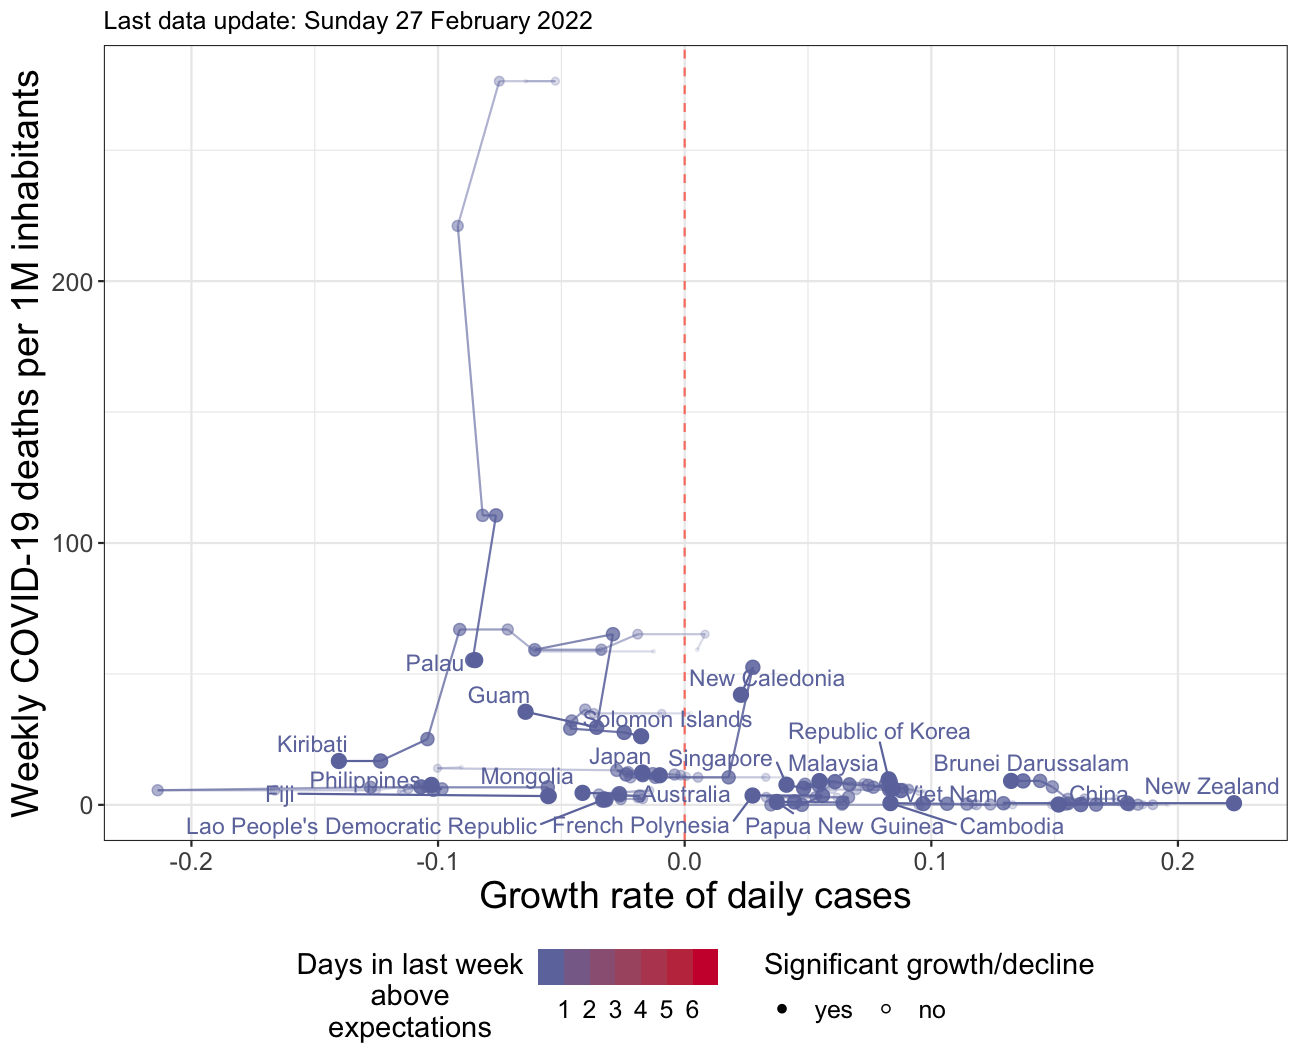 Last data update: Sunday 27 February 2022
Weekly COVID-19 deaths per 1M inhabitants
200
100
0
Palau
Guam
New Caledonia
Solomon Islands
Kiribati
Republic of Korea
Japan
Singapore
Malaysia
Brunei Darussalam
Philippines
Mongolia
Fiji
Australia
Viet Nam
China
New Zealand
Lao People's Democratic Republic
French Polynesia
Papua New Guinea
Cambodia
-0.2
-0.1
0.0
0.1
0.2
Growth rate of daily cases
Days in last week
above
expectations
1 2 3 4 5 6
Significant growth/decline
yes
no